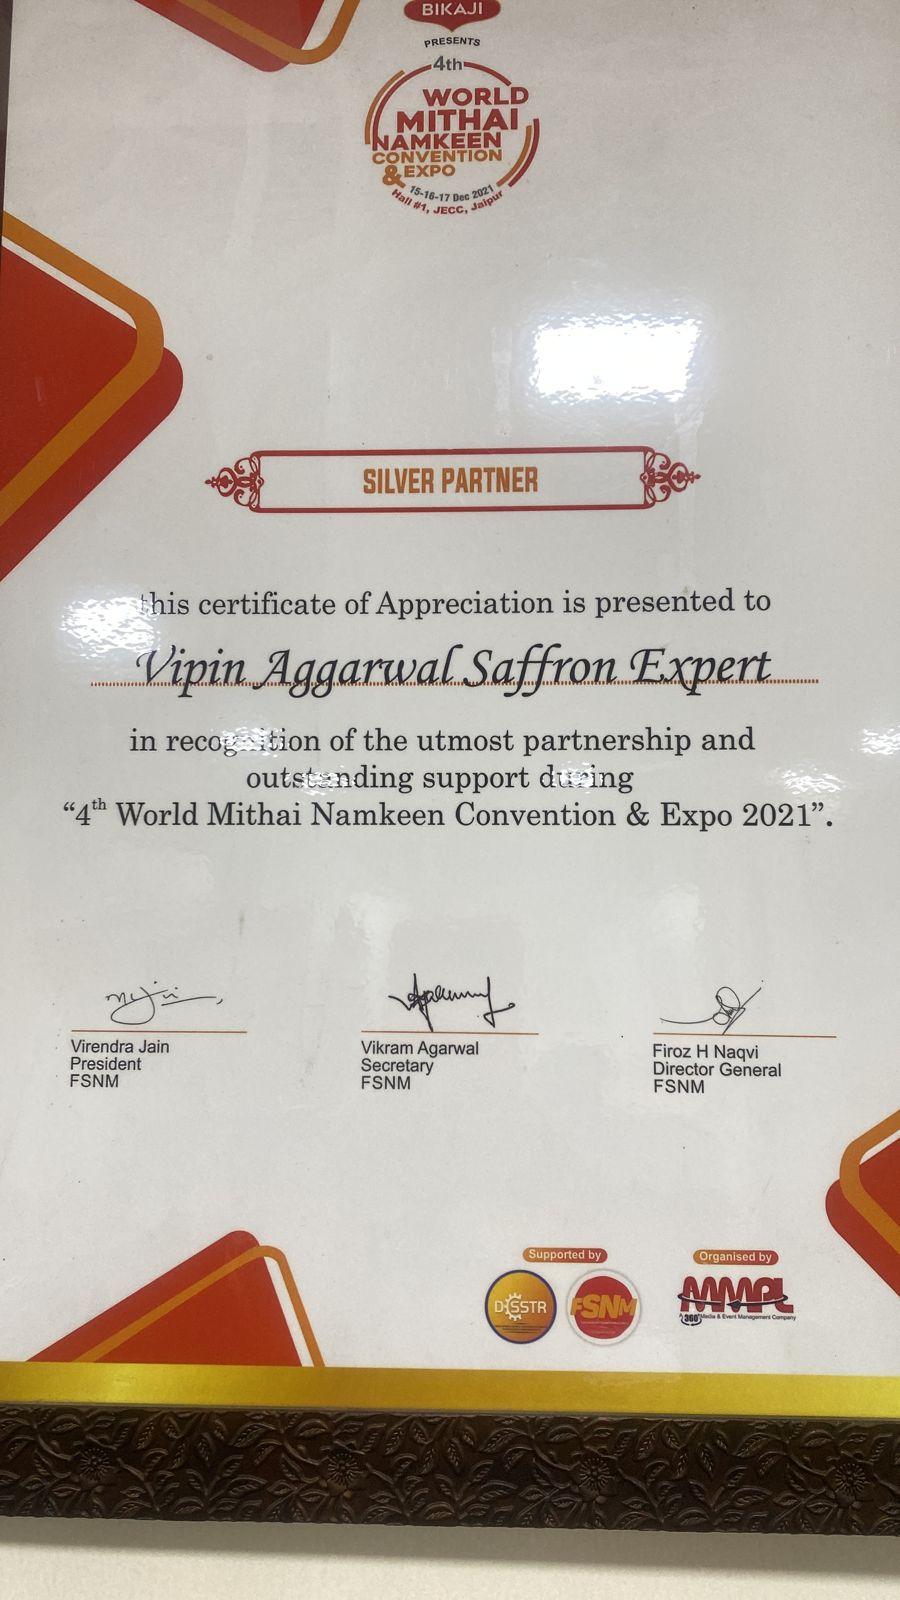 BIKAJI
PRESENTS
4th
WORLD
MITHAI
NAMKEEN
CONVENTION
& EXPO
15-16-17 Dec 2021
Hall #1, JECC, Jaipur
SILVER PARTNER
this certificate of Appreciation is presented to
Vipin Aggarwal Saffron Expert
in recognition of the utmost partnership and
outstanding support during
“4th World Mithai Namkeen Convention & Expo 2021”.
Virendra Jain
President
FSNM
Vikram Agarwal
Secretary
FSNM
Firoz H Naqvi
Director General
FSNM
Supported by
DSSTR
FSNM
Organised by
AMMPL
A 360° Media & Event Management Company